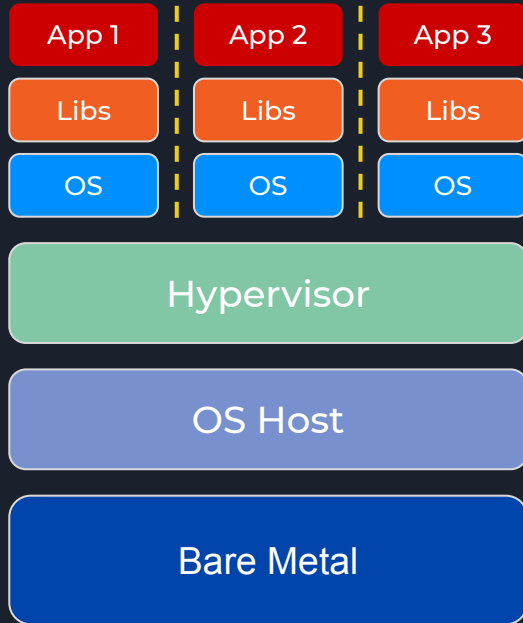 App 1 App 2 App 3
Libs Libs Libs
OS OS OS
Hypervisor
OS Host
Bare Metal